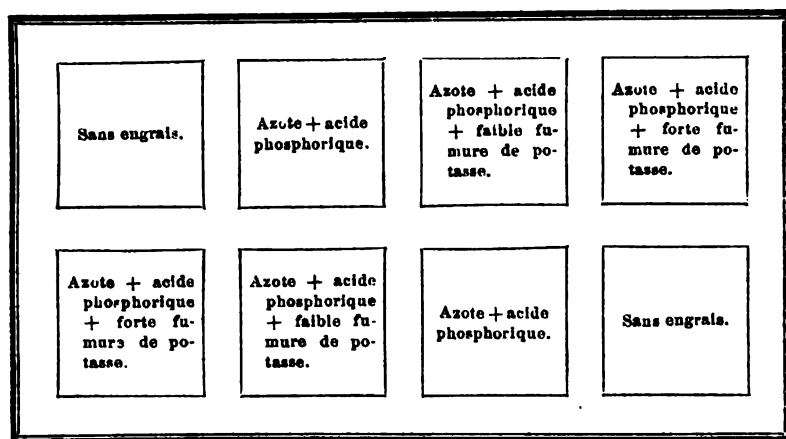 Sans engrais.
Azote + acide
phosphorique.
Azote + acide
phosphorique
+ faible fu-
mure de po-
tasse.
Azote + acide
phosphorique
+ forte fu-
mure de po-
tasse.
Azote + acide
phosphorique
+ forte fu-
mure de po-
tasse.
Azote + acide
phosphorique
+ faible fu-
mure de po-
tasse.
Azote + acide
phosphorique.
Sans engrais.